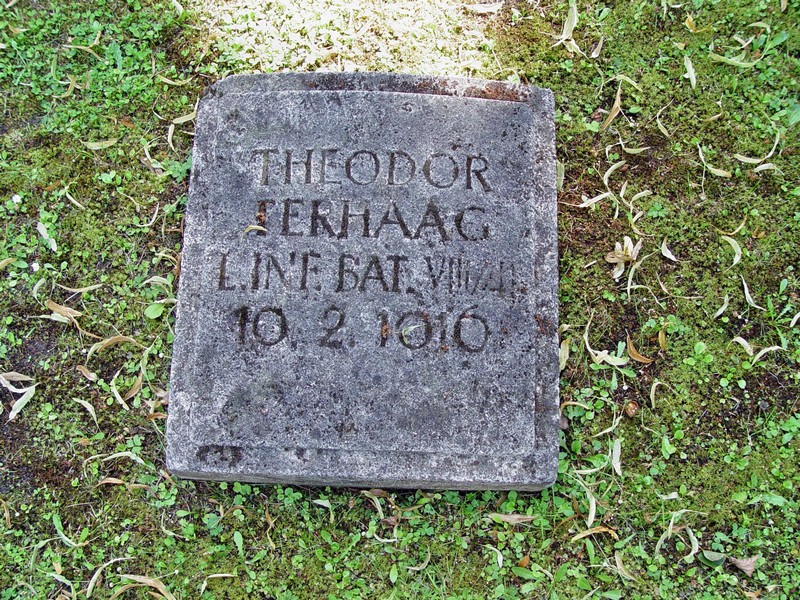 THEODOR
TERHAAG
L. INF. BAT.
10. 2. 1916